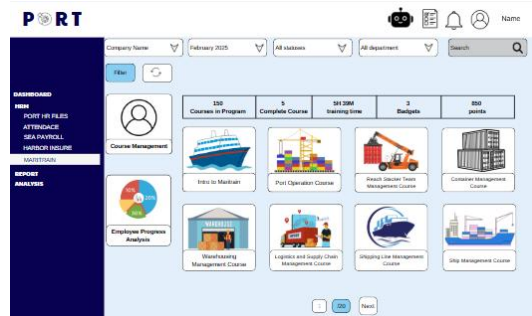 PORT
Name
Company Name
February 2025
All statuses
All department
Search
Filter
DASHBOARD
HRM
PORT HR FILES
ATTENDACE
SEA PAYROLL
HARBOR INSURE
MARITRAIN
REPORT
ANALYSIS
Course Management
Employee Progress
Analysis
150
Courses in Program
5
Complete Course
5H 39M
training time
3
Badgets
850
points
Intro to Maritrain
Port Operation Course
Reach Stacker Team
Management Course
Container Management
Course
WAREHOUSE
Warehousing
Management Course
Logistics and Supply Chain
Management Course
Shipping Line Management
Course
Ship Management Course
Next